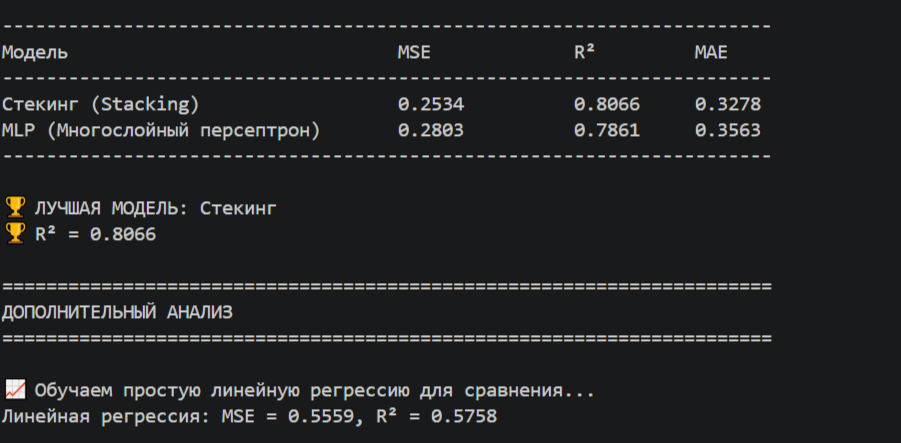 ----------------------------------------------------------------------
Модель                              MSE             R²         MAE
----------------------------------------------------------------------
Стекинг (Stacking)                  0.2534          0.8066     0.3278
MLP (Многослойный персептрон)       0.2803          0.7861     0.3563
----------------------------------------------------------------------
🏆 ЛУЧШАЯ МОДЕЛЬ: Стекинг
🏆 R² = 0.8066
======================================================================
ДОПОЛНИТЕЛЬНЫЙ АНАЛИЗ
======================================================================
📈 Обучаем простую линейную регрессию для сравнения...
Линейная регрессия: MSE = 0.5559, R² = 0.5758